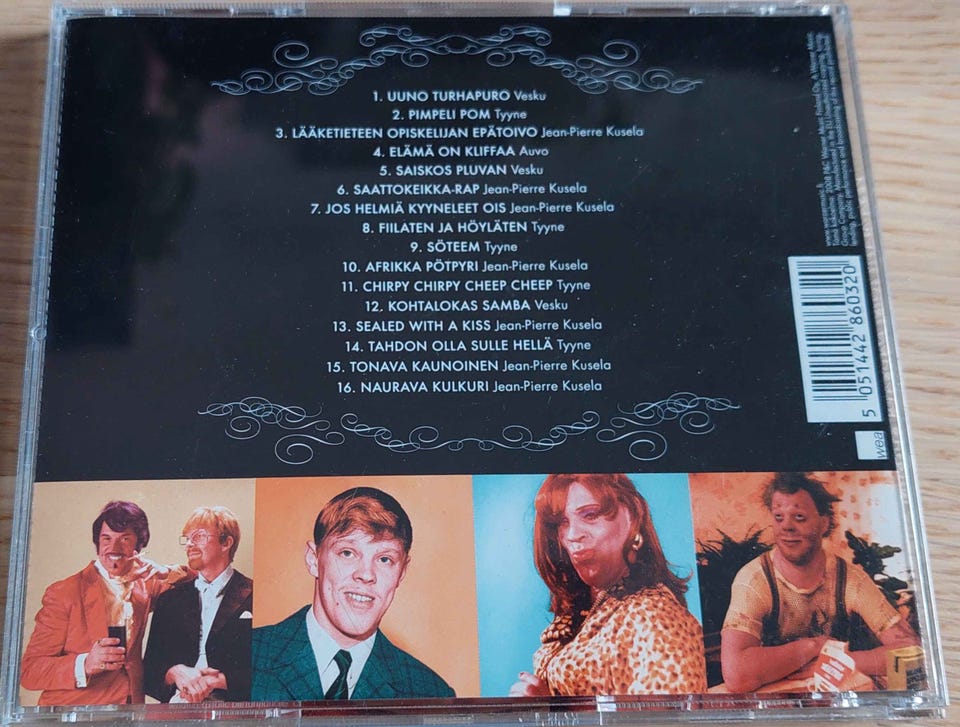 1. UUNO TURHAPURO Vesku
2. PIMPELI POM Tyyne
3. LÄÄKETIETEEN OPISKELIJAN EPÄTOIVO Jean-Pierre Kusela
4. ELÄMÄ ON KLIFFAA Auvo
5. SAISKOS PLUVAN Vesku
6. SAATTOKEIKKA-RAP Jean-Pierre Kusela
7. JOS HELMIÄ KYYNELEET OIS Jean-Pierre Kusela
8. FIILATEN JA HÖYLÄTEN Tyyne
9. SÖTEEM Tyyne
10. AFRIKKA PÖTPYRI Jean-Pierre Kusela
11. CHIRPY CHIRPY CHEEP CHEEP Tyyne
12. KOHTALOKAS SAMBA Vesku
13. SEALED WITH A KISS Jean-Pierre Kusela
14. TAHDON OLLA SULLE HELLÄ Tyyne
15. TONAVA KAUNOINEN Jean-Pierre Kusela
16. NAURAVA KULKURI Jean-Pierre Kusela
5 051442 860320
wea